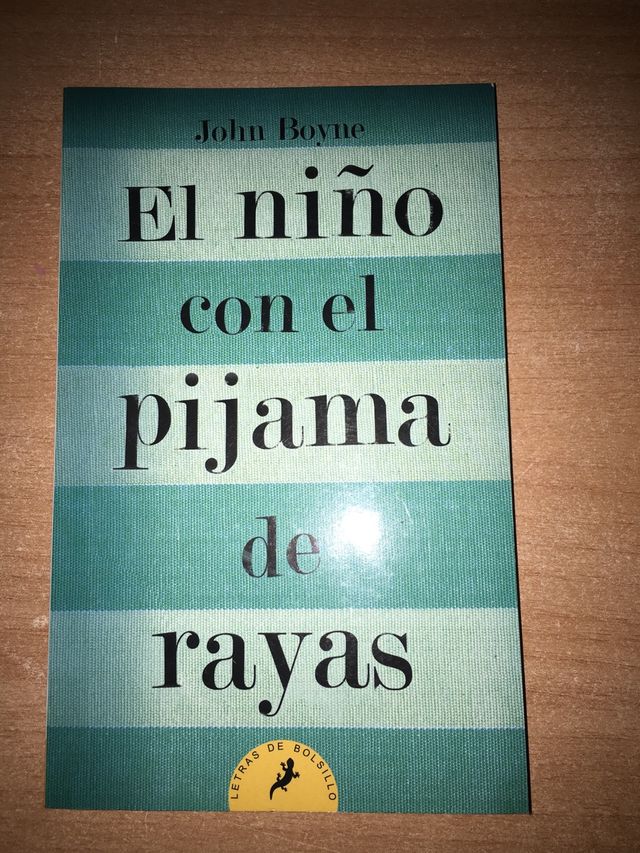 John Boyne
El niño
con el
pijama
de
rayas
LETRAS DE BOLSILLO